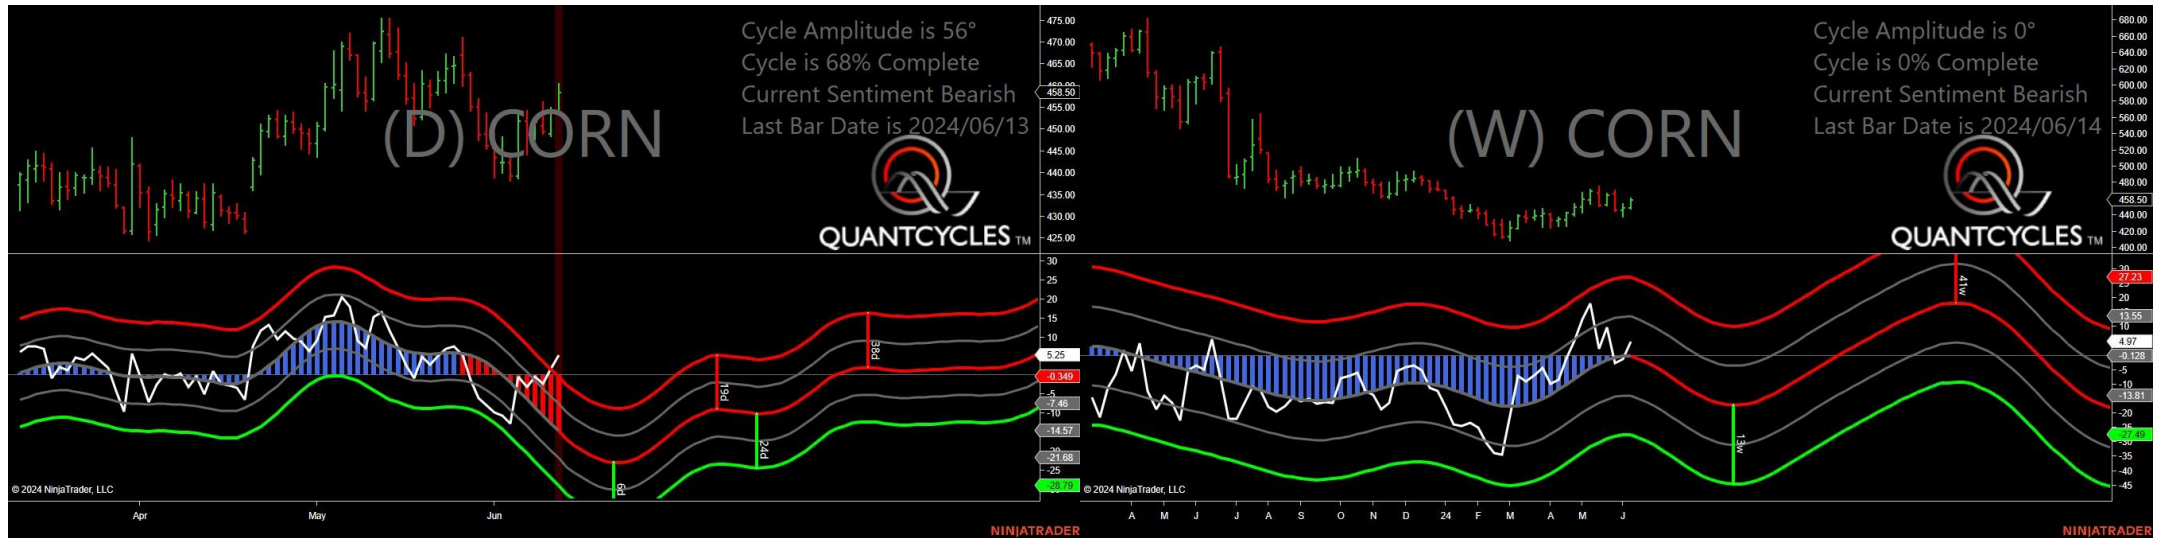 Cycle Amplitude is 56°
Cycle is 68% Complete
Current Sentiment Bearish
Last Bar Date is 2024/06/13
(D) CORN
QUANTCYCLES TM
475.00
470.00
465.00
460.00
458.50
455.00
450.00
445.00
440.00
435.00
430.00
425.00
30
25
20
15
10
5.25
-0.349
-5
-7.46
-10
-14.57
-21.68
-25
-28.79
19d
38d
24d
6d
© 2024 NinjaTrader, LLC
Apr May Jun
NINJATRADER
Cycle Amplitude is 0°
Cycle is 0% Complete
Current Sentiment Bearish
Last Bar Date is 2024/06/14
(W) CORN
QUANTCYCLES TM
680.00
660.00
640.00
620.00
600.00
580.00
560.00
540.00
520.00
500.00
480.00
458.50
440.00
420.00
400.00
30
27.23
20
13.55
10
4.97
-0.128
-5
-10
-13.81
-20
-27.49
-35
-40
-45
41w
13w
© 2024 NinjaTrader, LLC
A M J J A S O N D 24 F M A M J
NINJATRADER